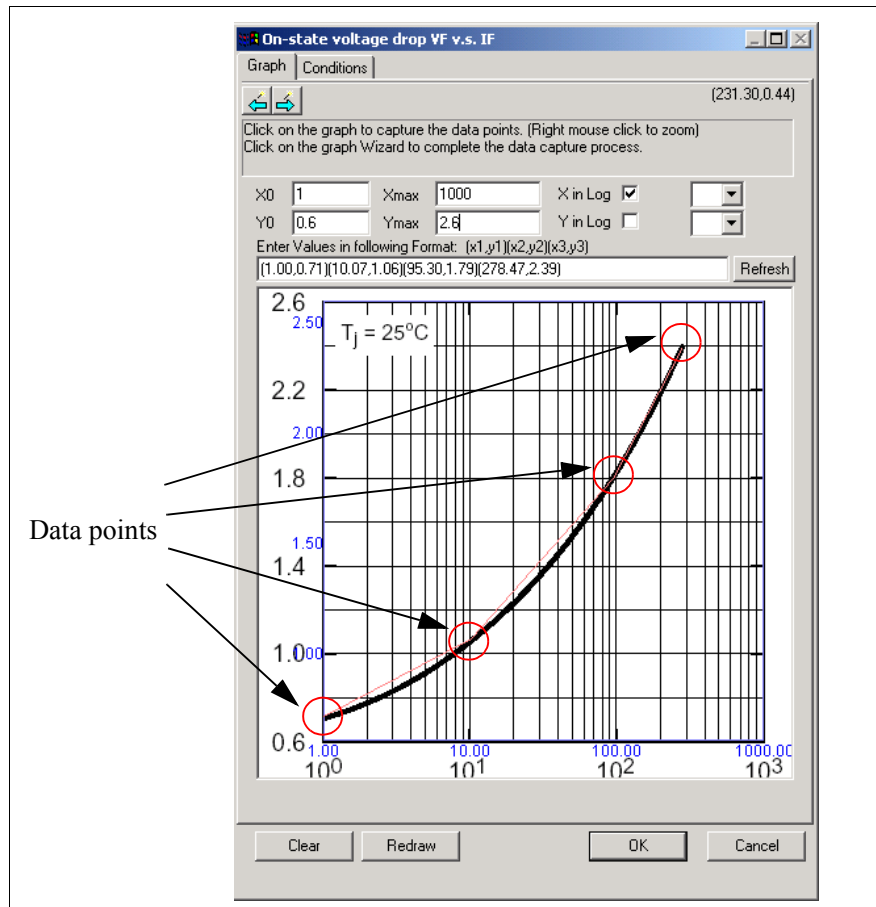 On-state voltage drop VF v.s. IF
Graph Conditions
(231.30,0.44)
Click on the graph to capture the data points. (Right mouse click to zoom)
Click on the graph Wizard to complete the data capture process.
X0 1 Xmax 1000 X in Log
Y0 0.6 Ymax 2.6 Y in Log
Enter Values in following Format: (x1,y1)(x2,y2)(x3,y3)
(1.00,0.71)(10.07,1.06)(95.30,1.79)(278.47,2.39) Refresh
2.6
2.50
Tj = 25°C
2.2
2.00
1.8
Data points
1.50
1.4
1.0
1.00
0.6
1.00 10.00 100.00 1000.00
10⁰ 10¹ 10² 10³
Clear Redraw OK Cancel